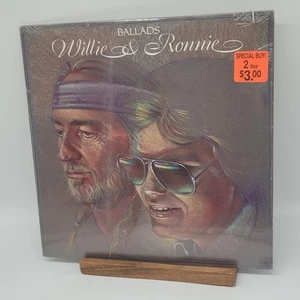 BALLADS
Willie & Ronnie
SPECIAL BUY!
2 for
$3.00